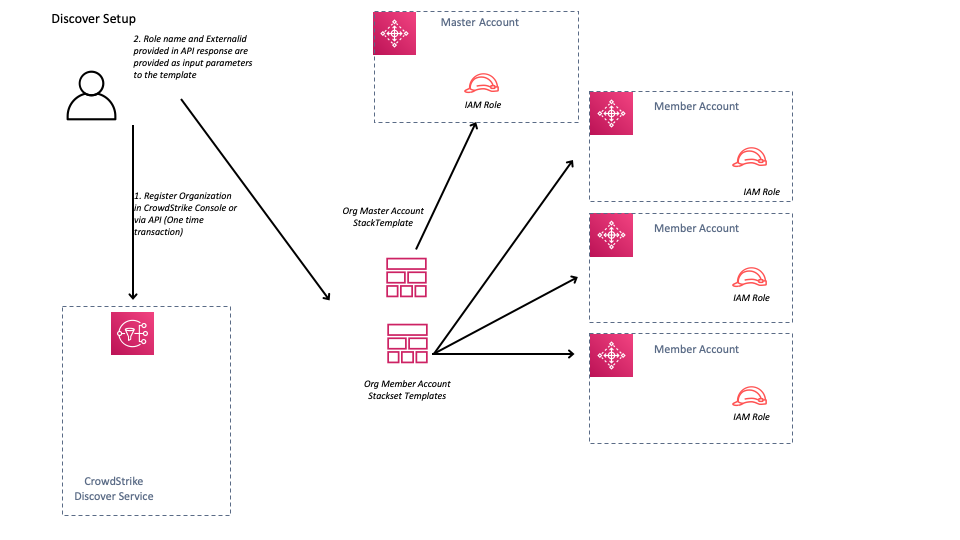 Discover Setup
2. Role name and Externalid
provided in API response are
provided as input parameters
to the template
Master Account
IAM Role
Member Account
IAM Role
1. Register Organization
in CrowdStrike Console or
via API (One time
transaction)
Org Master Account
StackTemplate
Member Account
IAM Role
Member Account
IAM Role
Org Member Account
Stackset Templates
CrowdStrike
Discover Service